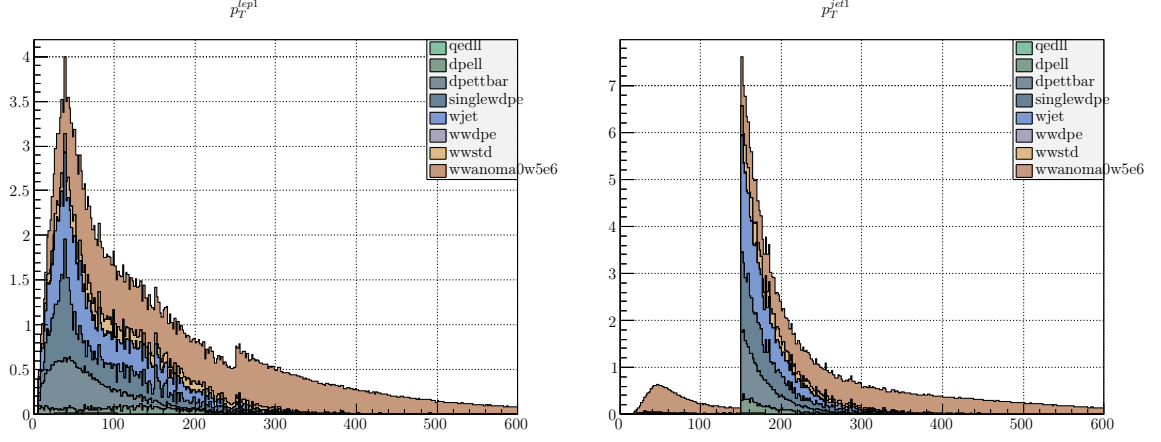 p_T^{lep1}
qedll
dpell
dpettbar
singlewdpe
wjet
wwdpe
wwstd
wwanoma0w5e6
4
3.5
3
2.5
2
1.5
1
0.5
0
0 100 200 300 400 500 600
p_T^{jet1}
qedll
dpell
dpettbar
singlewdpe
wjet
wwdpe
wwstd
wwanoma0w5e6
7
6
5
4
3
2
1
0
0 100 200 300 400 500 600